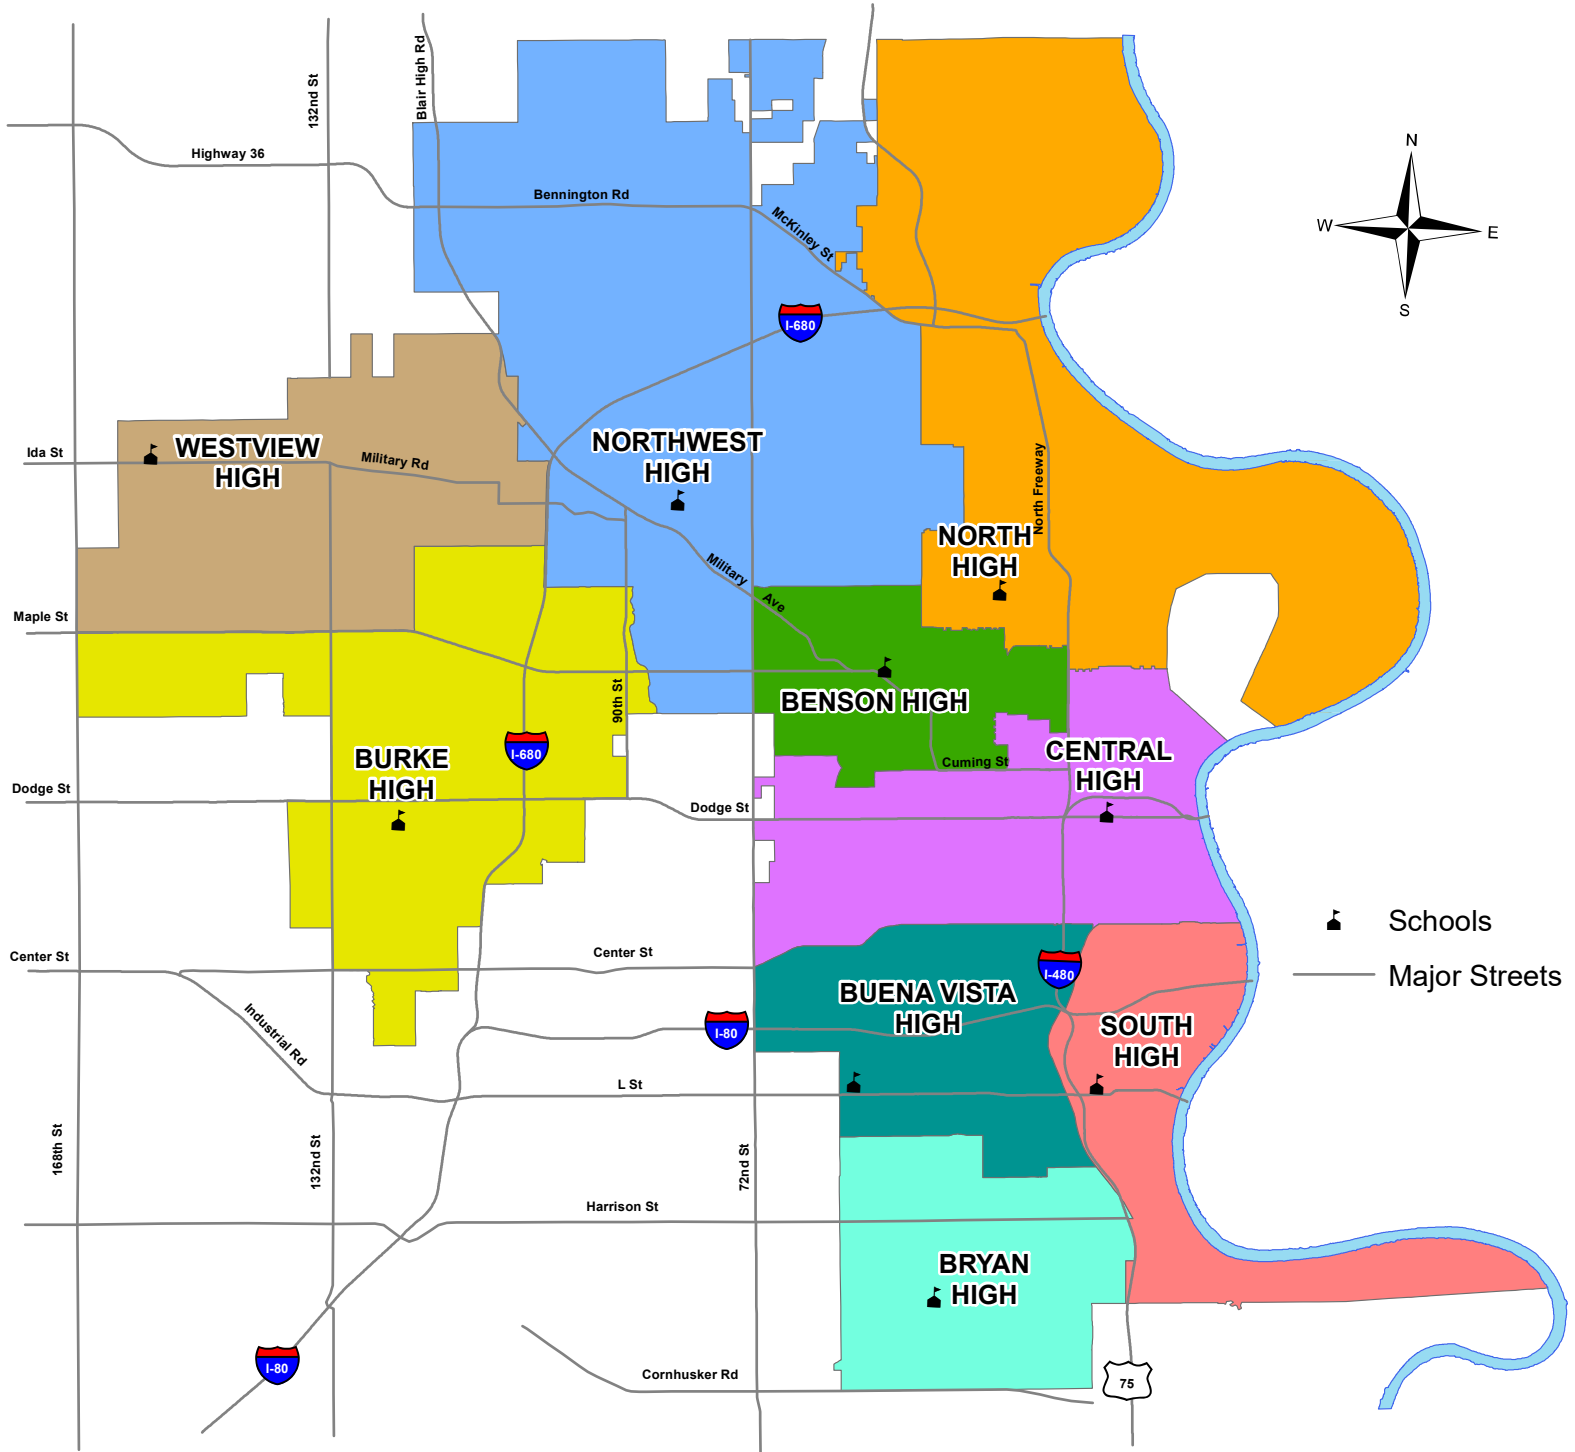 Blair High Rd
132nd St
Highway 36
Bennington Rd
McKinley St
N
W
E
S
I-680
WESTVIEW
HIGH
NORTHWEST
HIGH
Ida St
Military Rd
North Freeway
NORTH
HIGH
Military
Ave
Maple St
90th St
BENSON HIGH
I-680
BURKE
HIGH
CENTRAL
HIGH
Cuming St
Dodge St
Dodge St
Schools
Center St
Center St
I-480
Major Streets
BUENA VISTA
HIGH
Industrial Rd
I-80
SOUTH
HIGH
L St
168th St
132nd St
72nd St
Harrison St
BRYAN
HIGH
I-80
Cornhusker Rd
75